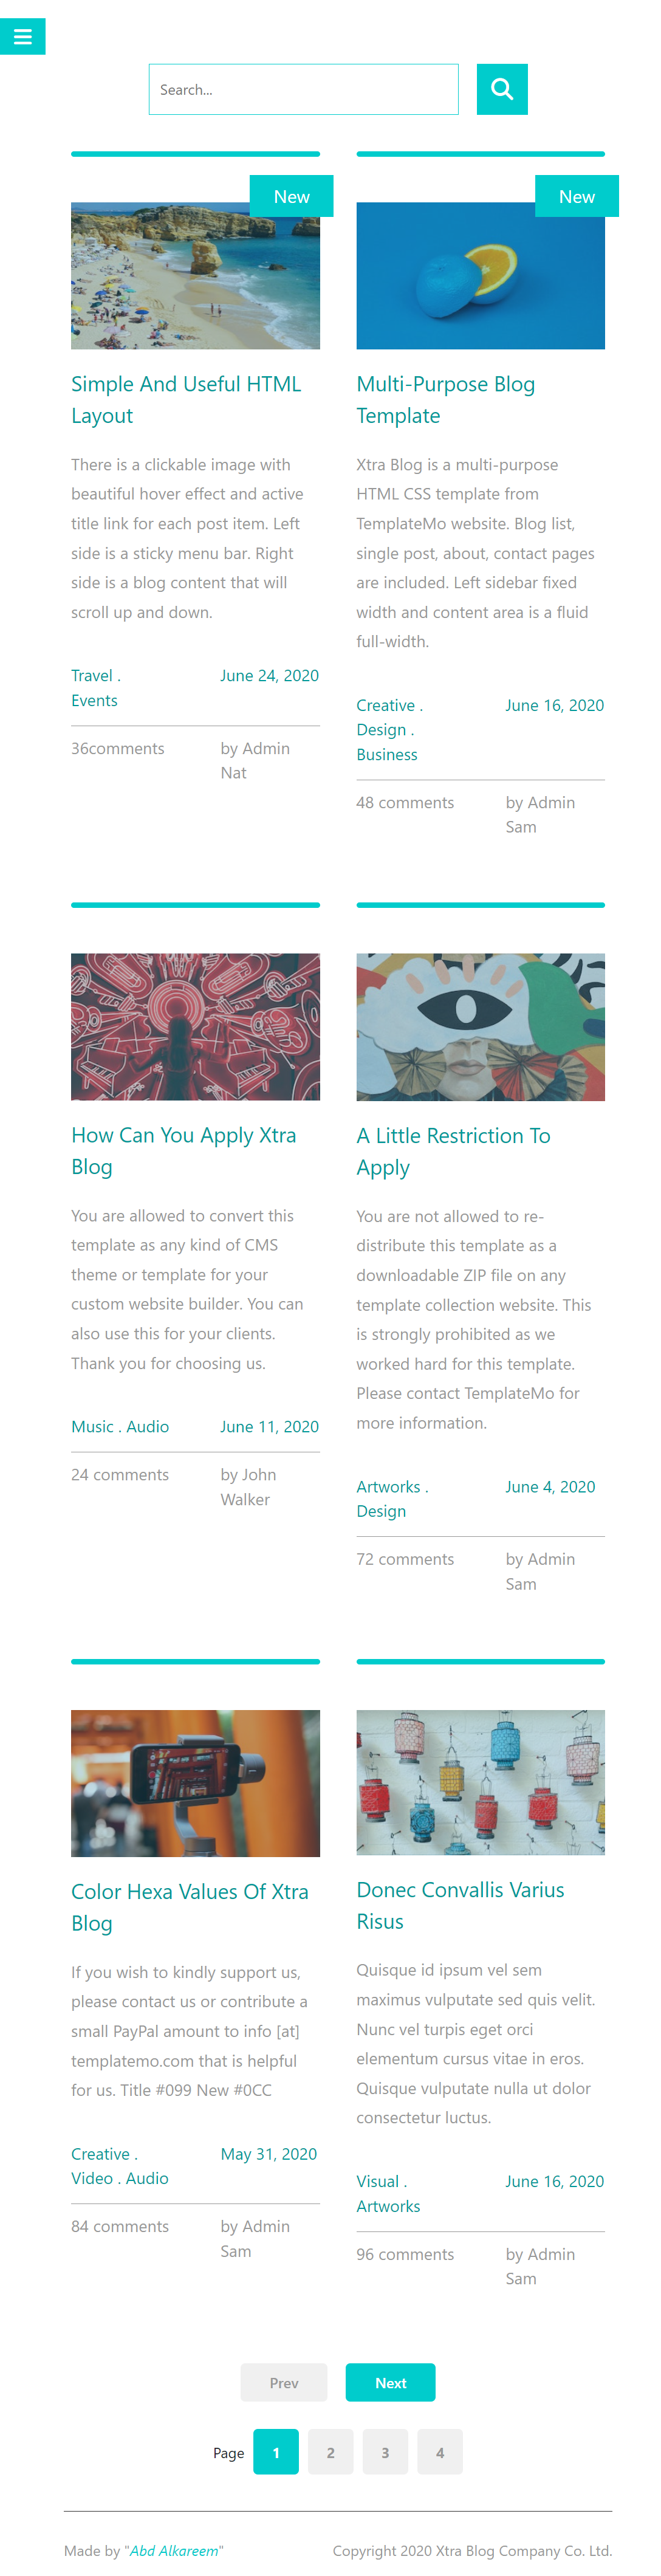 Search...
New
Simple And Useful HTML
Layout
There is a clickable image with
beautiful hover effect and active
title link for each post item. Left
side is a sticky menu bar. Right
side is a blog content that will
scroll up and down.
Travel .
Events
June 24, 2020
36comments
by Admin
Nat
New
Multi-Purpose Blog
Template
Xtra Blog is a multi-purpose
HTML CSS template from
TemplateMo website. Blog list,
single post, about, contact pages
are included. Left sidebar fixed
width and content area is a fluid
full-width.
Creative .
Design .
Business
June 16, 2020
48 comments
by Admin
Sam
How Can You Apply Xtra
Blog
You are allowed to convert this
template as any kind of CMS
theme or template for your
custom website builder. You can
also use this for your clients.
Thank you for choosing us.
Music . Audio
June 11, 2020
24 comments
by John
Walker
A Little Restriction To
Apply
You are not allowed to re-
distribute this template as a
downloadable ZIP file on any
template collection website. This
is strongly prohibited as we
worked hard for this template.
Please contact TemplateMo for
more information.
Artworks .
Design
June 4, 2020
72 comments
by Admin
Sam
Color Hexa Values Of Xtra
Blog
If you wish to kindly support us,
please contact us or contribute a
small PayPal amount to info [at]
templatemo.com that is helpful
for us. Title #099 New #0CC
Creative .
Video . Audio
May 31, 2020
84 comments
by Admin
Sam
Donec Convallis Varius
Risus
Quisque id ipsum vel sem
maximus vulputate sed quis velit.
Nunc vel turpis eget orci
elementum cursus vitae in eros.
Quisque vulputate nulla ut dolor
consectetur luctus.
Visual .
Artworks
June 16, 2020
96 comments
by Admin
Sam
Prev
Next
Page 1 2 3 4
Made by "Abd Alkareem"
Copyright 2020 Xtra Blog Company Co. Ltd.